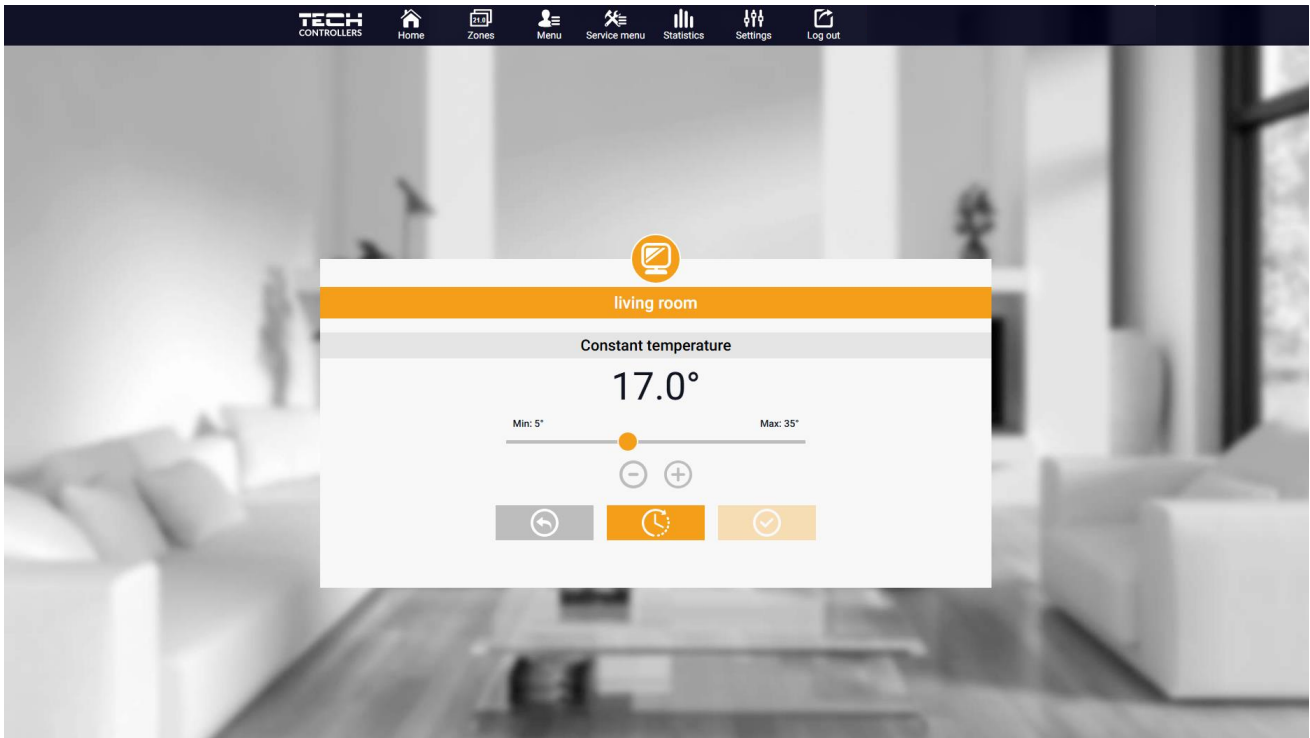 TECH
CONTROLLERS
Home
21.0
Zones
Menu
Service menu
Statistics
Settings
Log out
living room
Constant temperature
17.0°
Min: 5°
Max: 35°